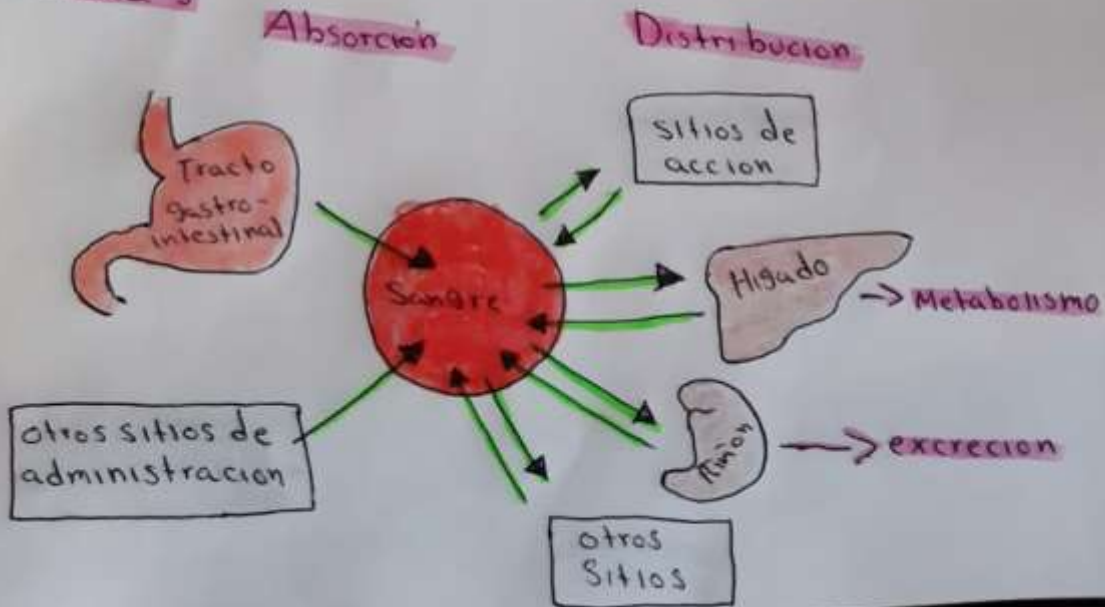 Absorción
Distribucion
sitios de
accion
Tracto
gastro-
intestinal
Sangre
Higado
Metabolismo
otros sitios de
administracion
Riñon
excrecion
otros
Sitios